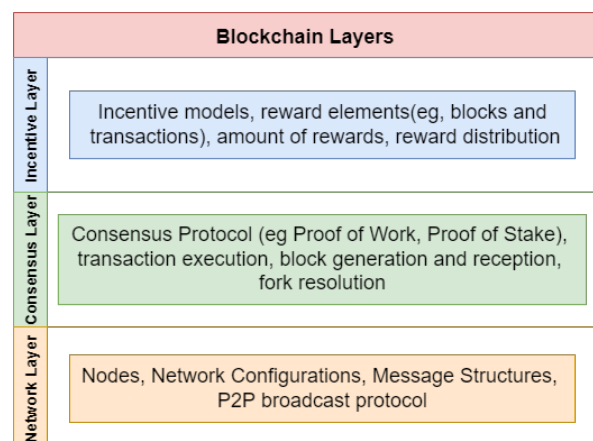 Blockchain Layers
Incentive Layer
Incentive models, reward elements(eg, blocks and
transactions), amount of rewards, reward distribution
Consensus Layer
Consensus Protocol (eg Proof of Work, Proof of Stake),
transaction execution, block generation and reception,
fork resolution
Network Layer
Nodes, Network Configurations, Message Structures,
P2P broadcast protocol